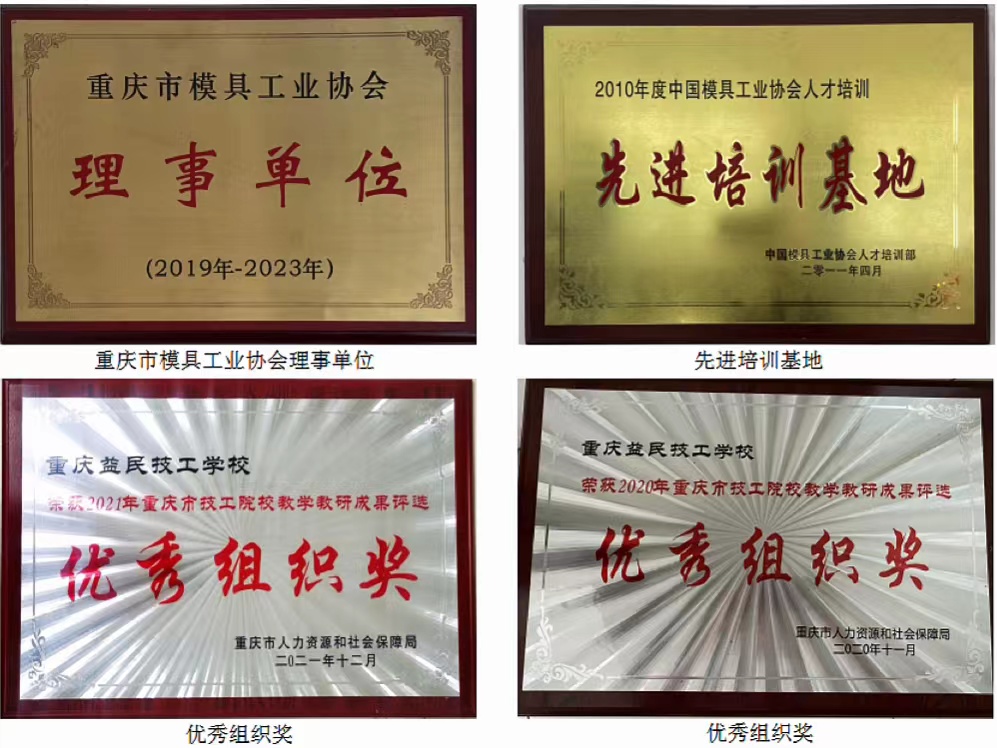 重庆市模具工业协会
理事单位
(2019年-2023年)
重庆市模具工业协会理事单位
2010年度中国模具工业协会人才培训
先进培训基地
中国模具工业协会人才培训部
二零一一年四月
先进培训基地
重庆益民技工学校
荣获2021年重庆市技工院校教学教研成果评选
优秀组织奖
重庆市人力资源和社会保障局
二〇二一年十二月
优秀组织奖
重庆益民技工学校
荣获2020年重庆市技工院校教学教研成果评选
优秀组织奖
重庆市人力资源和社会保障局
二〇二〇年十一月
优秀组织奖